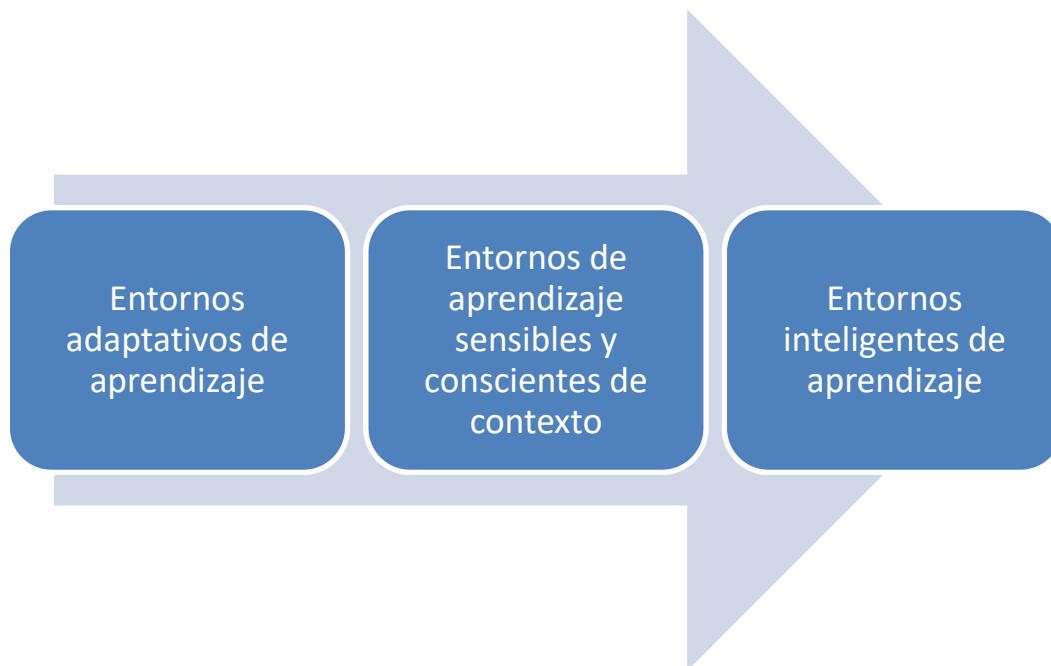 Entornos
adaptativos de
aprendizaje
Entornos de
aprendizaje
sensibles y
conscientes de
contexto
Entornos
inteligentes de
aprendizaje